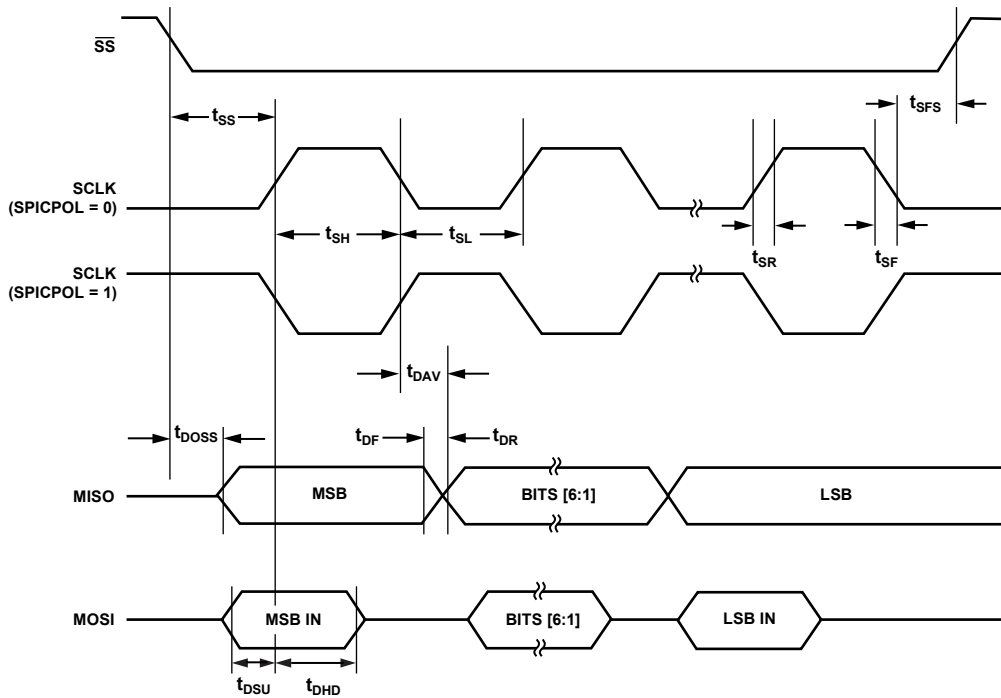 SS
tSS
tSFS
SCLK
(SPICPOL = 0)
tSH
tSL
tSR
tSF
SCLK
(SPICPOL = 1)
tDAV
tDOSS
tDF
tDR
MISO
MSB
BITS [6:1]
LSB
MOSI
MSB IN
BITS [6:1]
LSB IN
tDSU
tDHD